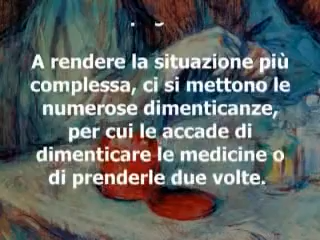 A rendere la situazione più
complessa, ci si mettono le
numerose dimenticanze,
per cui le accade di
dimenticare le medicine o
di prenderle due volte.